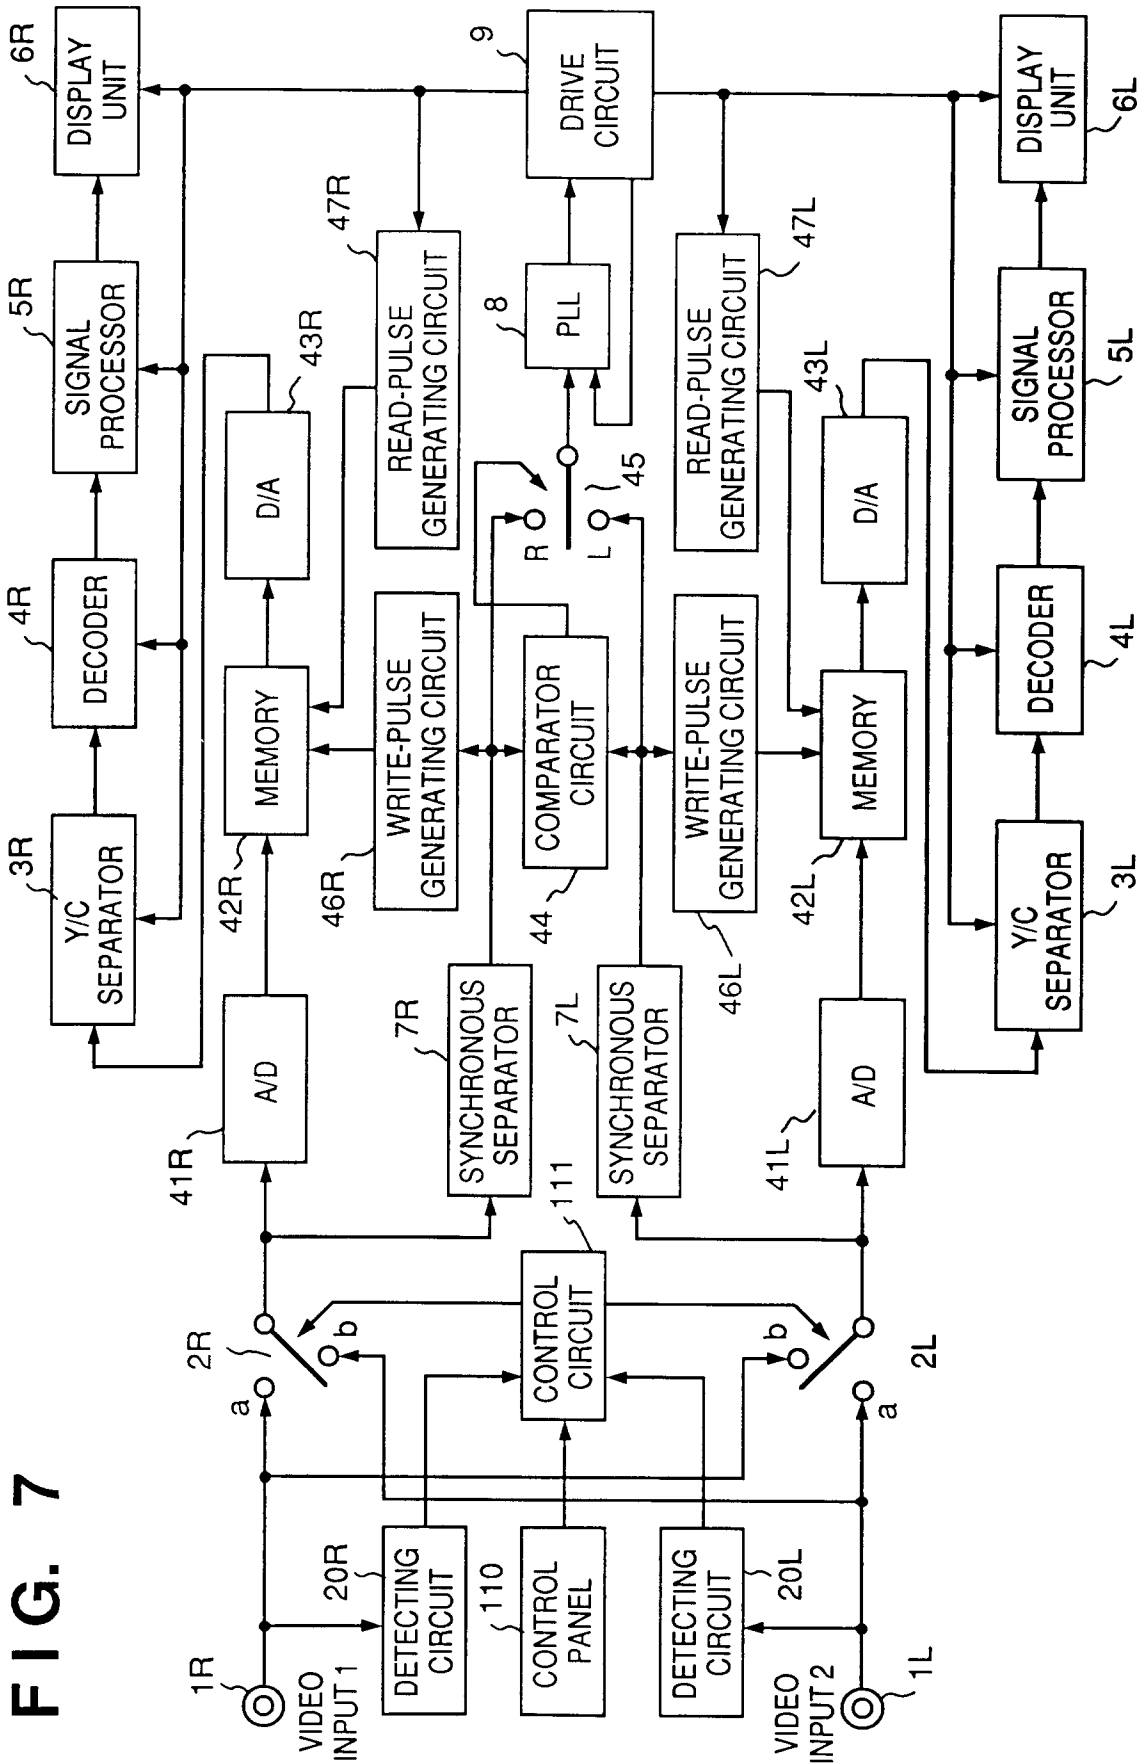 FIG. 7
1R
VIDEO
INPUT 1
20R
DETECTING
CIRCUIT
110
CONTROL
PANEL
DETECTING
CIRCUIT
20L
VIDEO
INPUT 2
1L
a
2R
b
CONTROL
CIRCUIT
111
b
a
2L
41R
A/D
7R
SYNCHRONOUS
SEPARATOR
7L
SYNCHRONOUS
SEPARATOR
41L
A/D
3R
Y/C
SEPARATOR
42R
MEMORY
46R
WRITE-PULSE
GENERATING CIRCUIT
44
COMPARATOR
CIRCUIT
46L
WRITE-PULSE
GENERATING CIRCUIT
42L
MEMORY
Y/C
SEPARATOR
3L
4R
DECODER
D/A
43R
R
L
45
43L
D/A
DECODER
4L
5R
SIGNAL
PROCESSOR
47R
READ-PULSE
GENERATING CIRCUIT
8
PLL
READ-PULSE
GENERATING CIRCUIT
47L
SIGNAL
PROCESSOR
5L
6R
DISPLAY
UNIT
9
DRIVE
CIRCUIT
DISPLAY
UNIT
6L